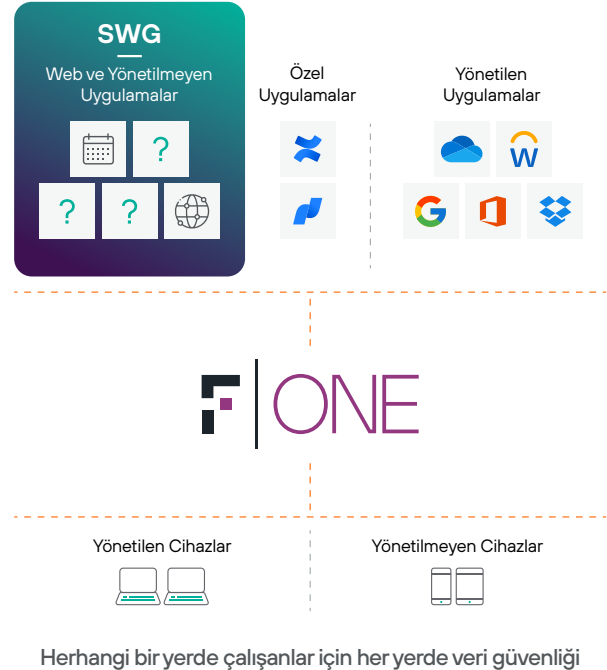 SWG
Web ve Yönetilmeyen
Uygulamalar
?
? ?
Özel
Uygulamalar
Yönetilen
Uygulamalar
W
G
F ONE
Yönetilen Cihazlar
Yönetilmeyen Cihazlar
Herhangi bir yerde çalışanlar için her yerde veri güvenliği